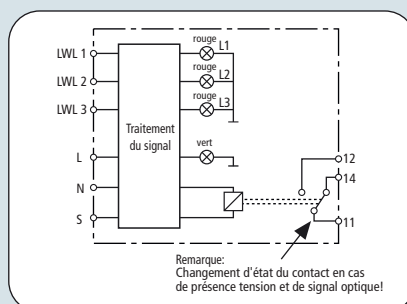 LWL 1
rouge
L1
LWL 2
rouge
L2
LWL 3
rouge
L3
Traitement
du signal
L
vert
N
S
12
14
11
Remarque:
Changement d'état du contact en cas
de présence tension et de signal optique!